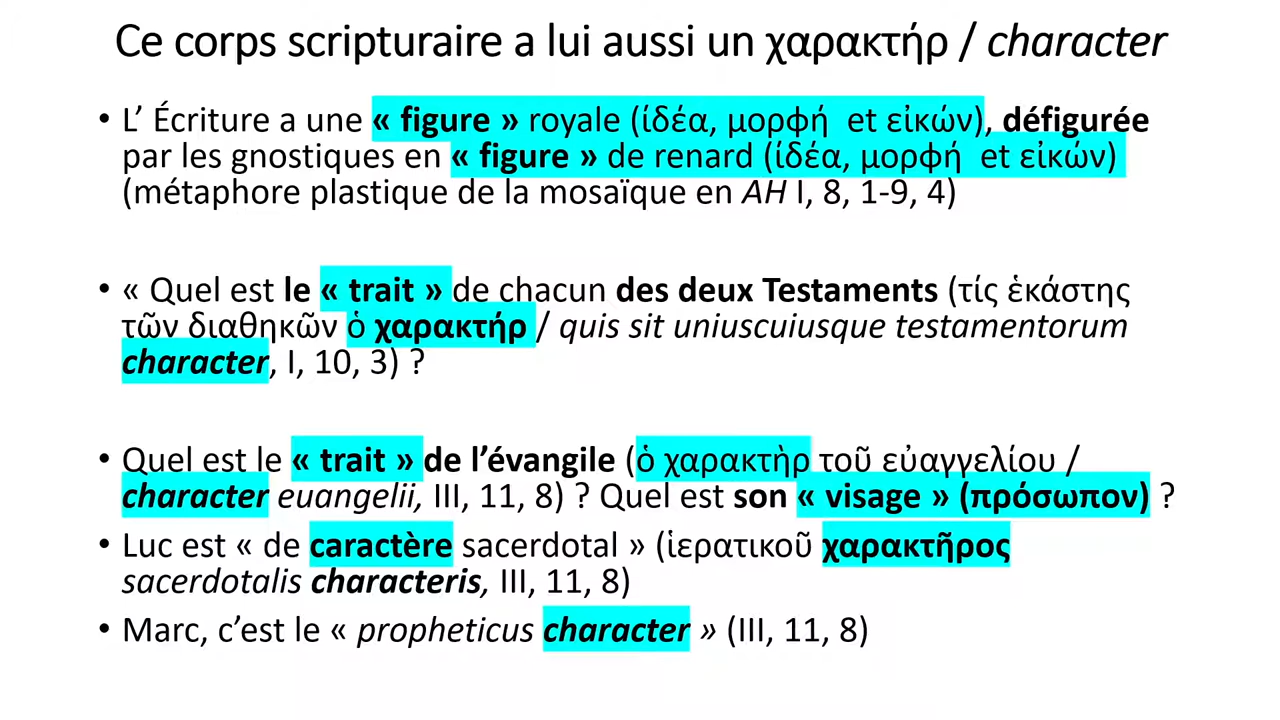 Ce corps scripturaire a lui aussi un χαρακτήρ / character
• L’ Écriture a une « figure » royale (ίδέα, μορφή et εἰκών), défigurée
par les gnostiques en « figure » de renard (ίδέα, μορφή et εἰκών)
(métaphore plastique de la mosaïque en AH I, 8, 1-9, 4)
• « Quel est le « trait » de chacun des deux Testaments (τίς ἑκάστης
τῶν διαθηκῶν ὁ χαρακτήρ / quis sit uniuscuiusque testamentorum
character, I, 10, 3) ?
• Quel est le « trait » de l’évangile (ὁ χαρακτὴρ τοῦ εὐαγγελίου /
character euangelii, III, 11, 8) ? Quel est son « visage » (πρόσωπον) ?
• Luc est « de caractère sacerdotal » (ἱερατικοῦ χαρακτῆρος
sacerdotalis characteris, III, 11, 8)
• Marc, c’est le « propheticus character » (III, 11, 8)